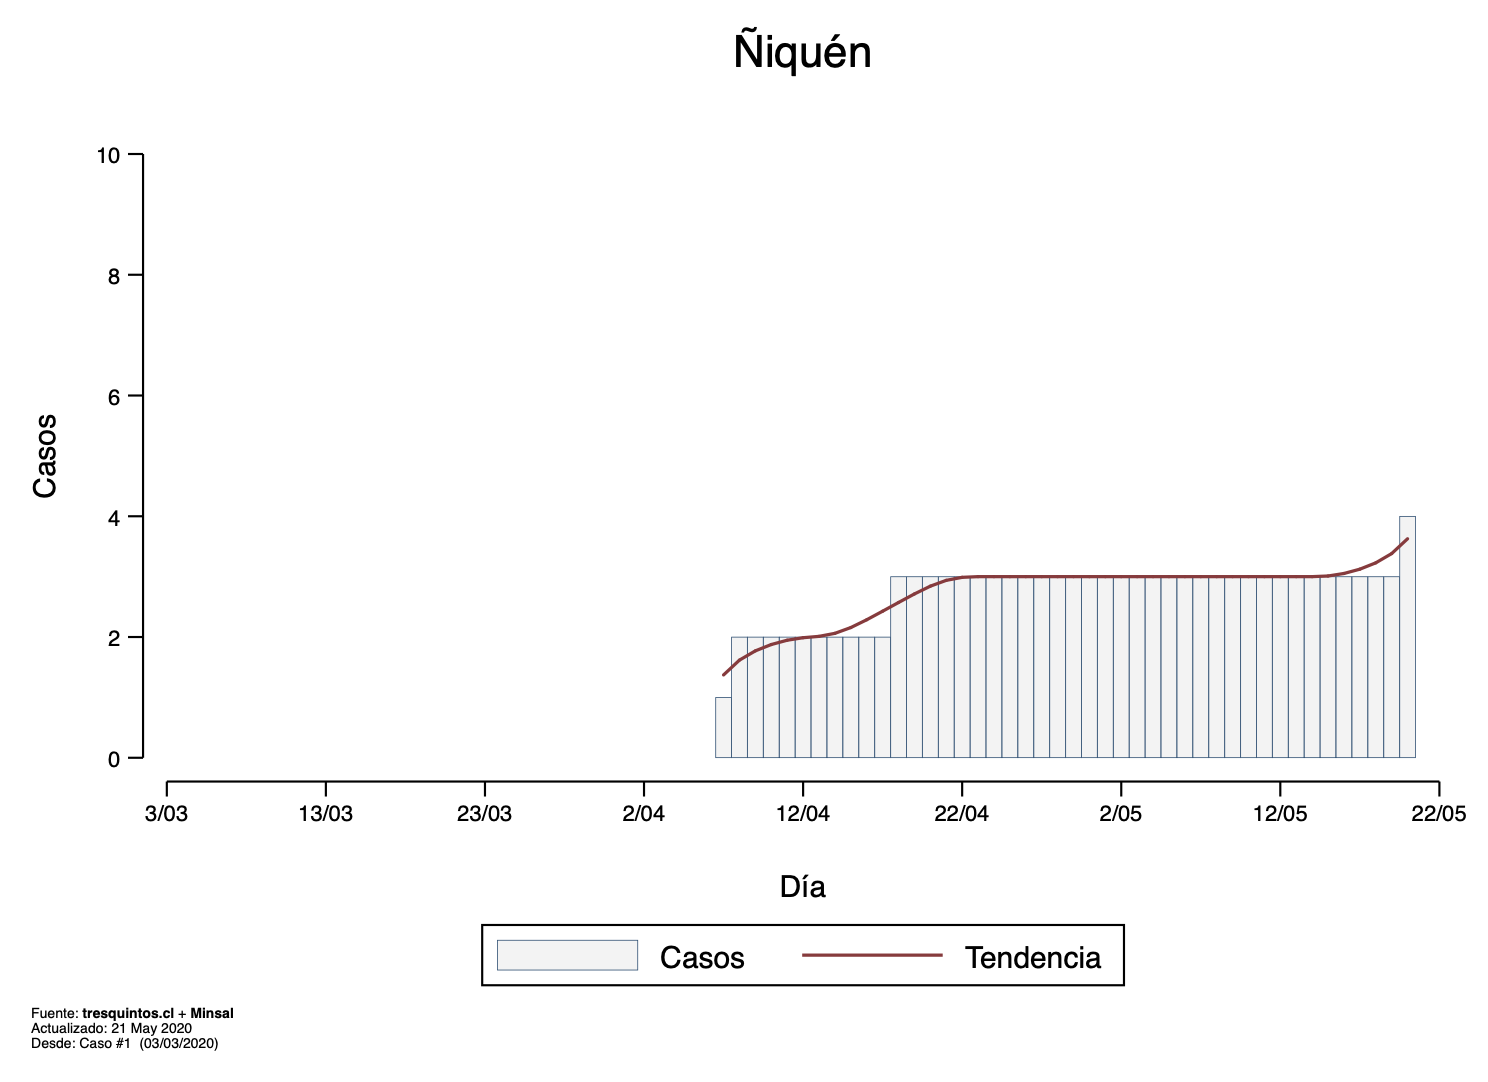 Ñiquén
10
8
6
4
2
0
Casos
3/03 13/03 23/03 2/04 12/04 22/04 2/05 12/05 22/05
Día
Casos Tendencia
Fuente: tresquintos.cl + Minsal
Actualizado: 21 May 2020
Desde: Caso #1 (03/03/2020)